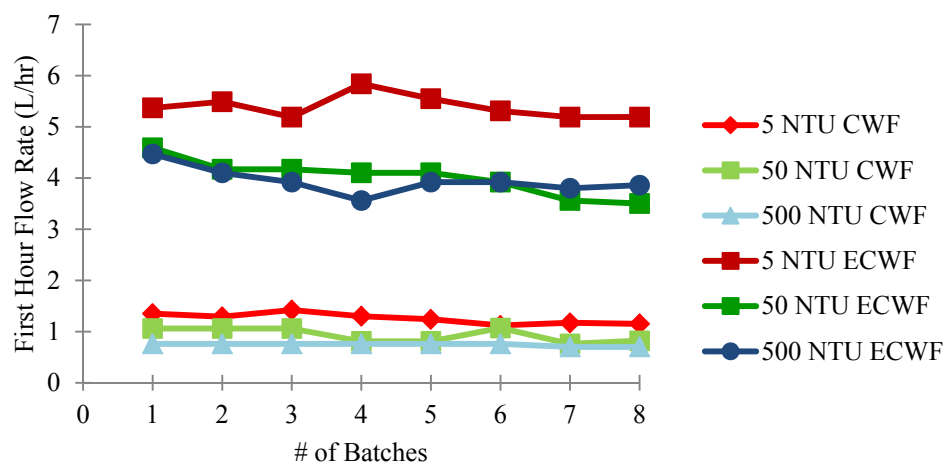 First Hour Flow Rate (L/hr)
7
6
5
4
3
2
1
0
0 1 2 3 4 5 6 7 8
# of Batches
5 NTU CWF
50 NTU CWF
500 NTU CWF
5 NTU ECWF
50 NTU ECWF
500 NTU ECWF